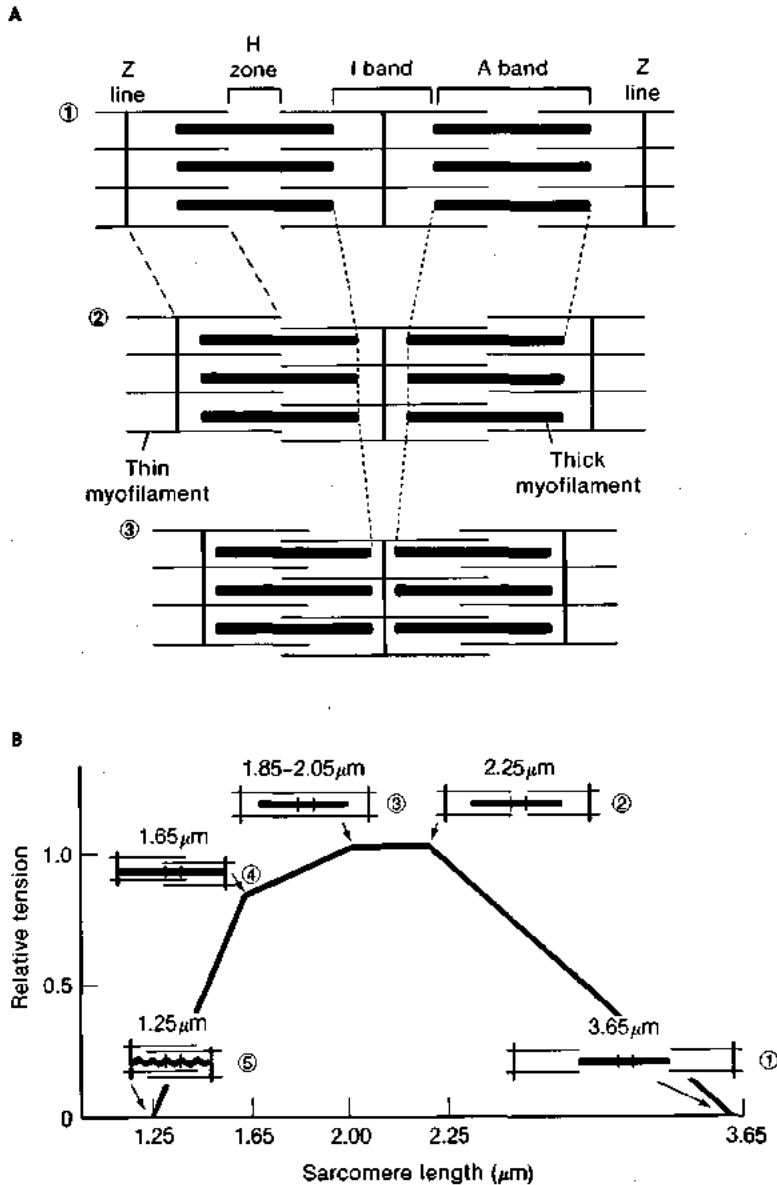 A
H
Z zone I band A band Z
line line
①
②
Thin Thick
myofilament myofilament
③
B
1.85–2.05μm 2.25μm
③ ②
1.65μm
1.0 ④
Relative tension
0.5
1.25μm 3.65μm
⑤ ①
0
1.25 1.65 2.00 2.25 3.65
Sarcomere length (μm)